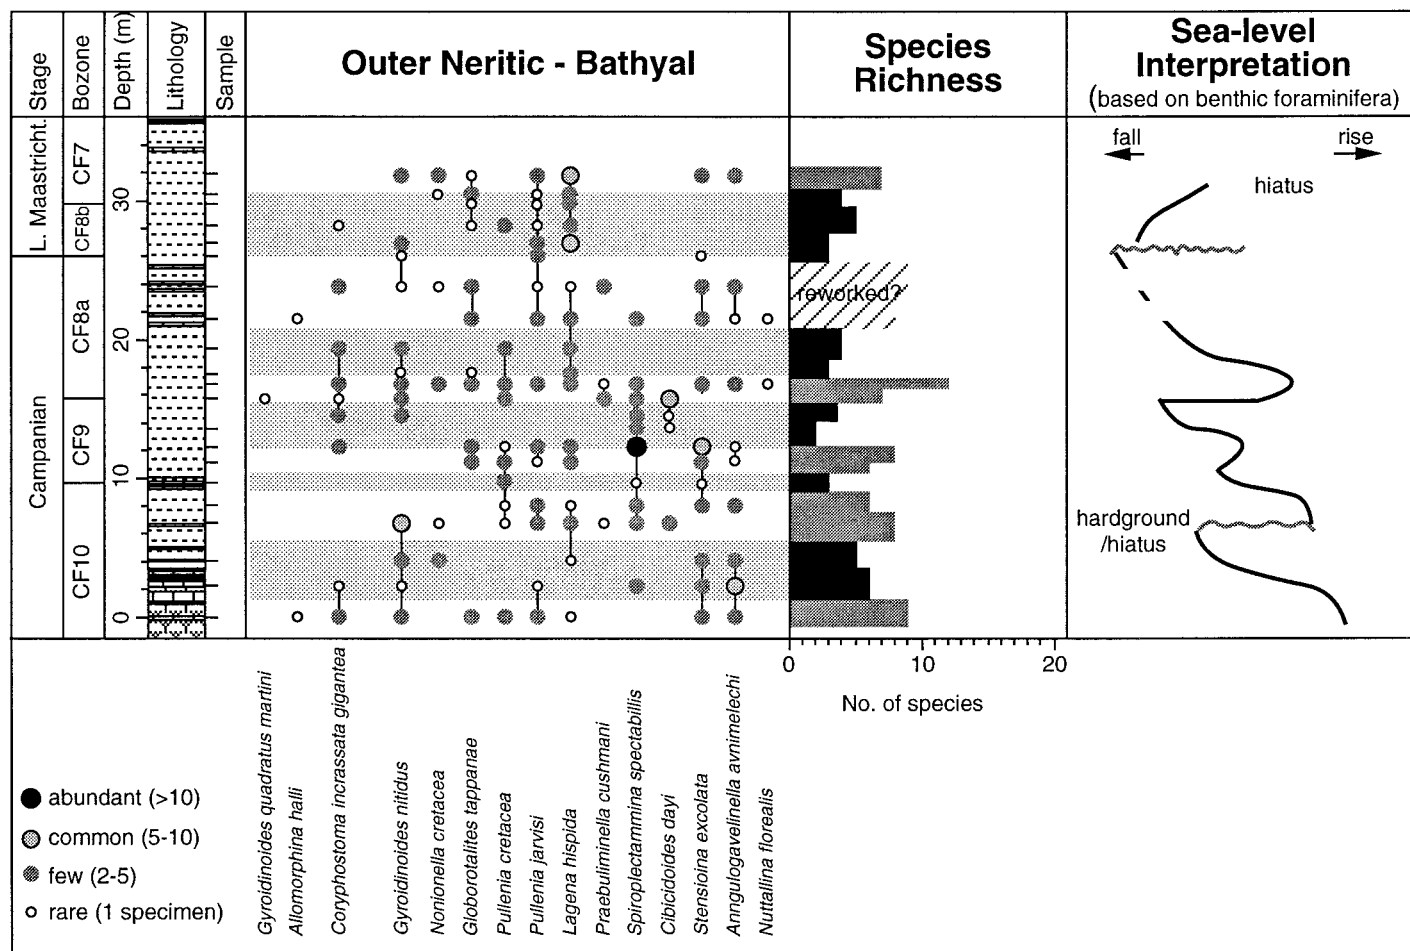 Stage
Bozone
Depth (m)
Lithology
Sample
Outer Neritic - Bathyal
Species
Richness
Sea-level
Interpretation
(based on benthic foraminifera)
L. Maastricht.
Campanian
CF7
CF8b
CF8a
CF9
CF10
30
20
10
0
reworked?
fall
rise
hiatus
hardground
/hiatus
0
10
20
No. of species
Gyroidinoides quadratus martini
Allomorphina halli
Coryphostoma incrassata gigantea
Gyroidinoides nitidus
Nonionella cretacea
Globorotalites tappanae
Pullenia cretacea
Pullenia jarvisi
Lagena hispida
Praebuliminella cushmani
Spiroplectammina spectabillis
Cibicidoides dayi
Stensioina excolata
Anngulogavelinella avnimelechi
Nuttallina florealis
abundant (>10)
common (5-10)
few (2-5)
rare (1 specimen)